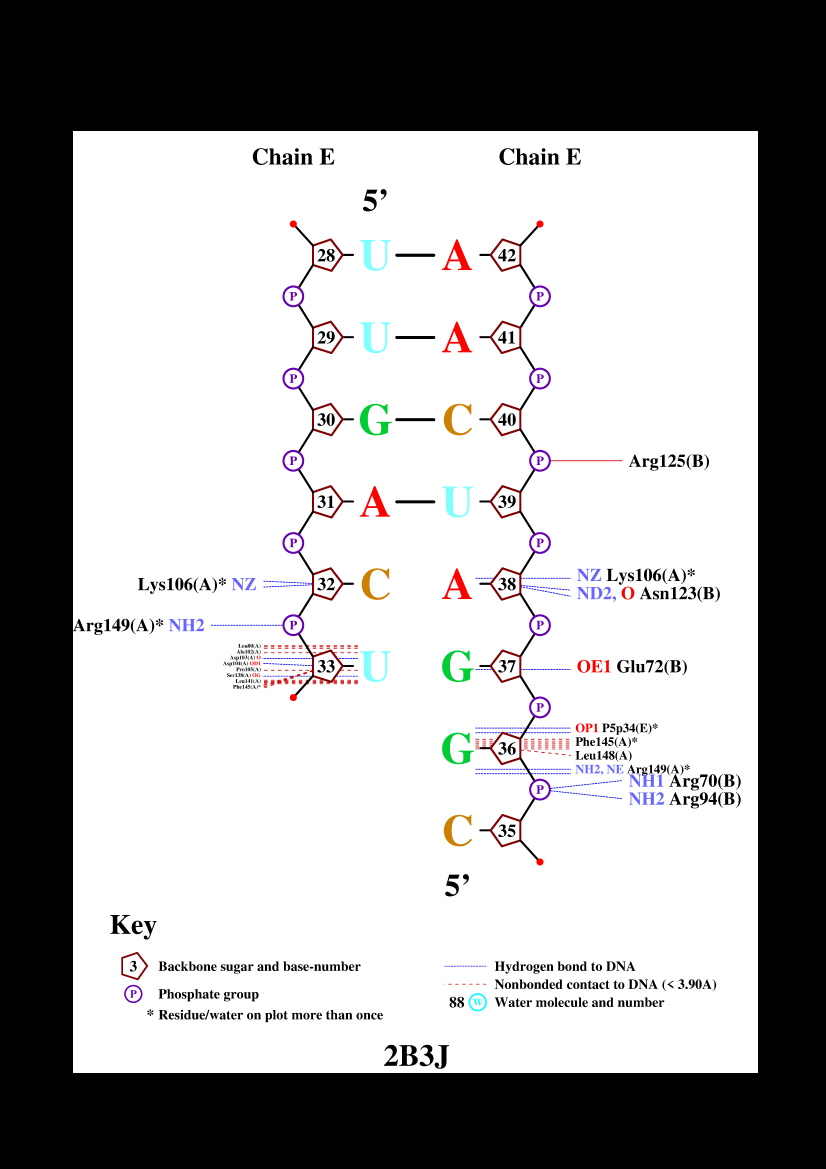 Chain E Chain E
5’
28 U A 42
P P
29 U A 41
P P
30 G C 40
P P Arg125(B)
31 A U 39
P P
Lys106(A)* NZ 32 C A 38 NZ Lys106(A)*
ND2, O Asn123(B)
Arg149(A)* NH2 P P
Leu80(A)
Ala102(A)
Asp103(A) O
Asp104(A) OD1
Pro105(A)
Ser138(A) OG
Leu141(A)
Phe145(A)*
33 U G 37 OE1 Glu72(B)
P
OP1 P5p34(E)*
G 36 Phe145(A)*
Leu148(A)
NH2, NE Arg149(A)*
P NH1 Arg70(B)
NH2 Arg94(B)
C 35
5’
Key
3 Backbone sugar and base-number
P Phosphate group
* Residue/water on plot more than once
Hydrogen bond to DNA
Nonbonded contact to DNA (< 3.90A)
88 W Water molecule and number
2B3J